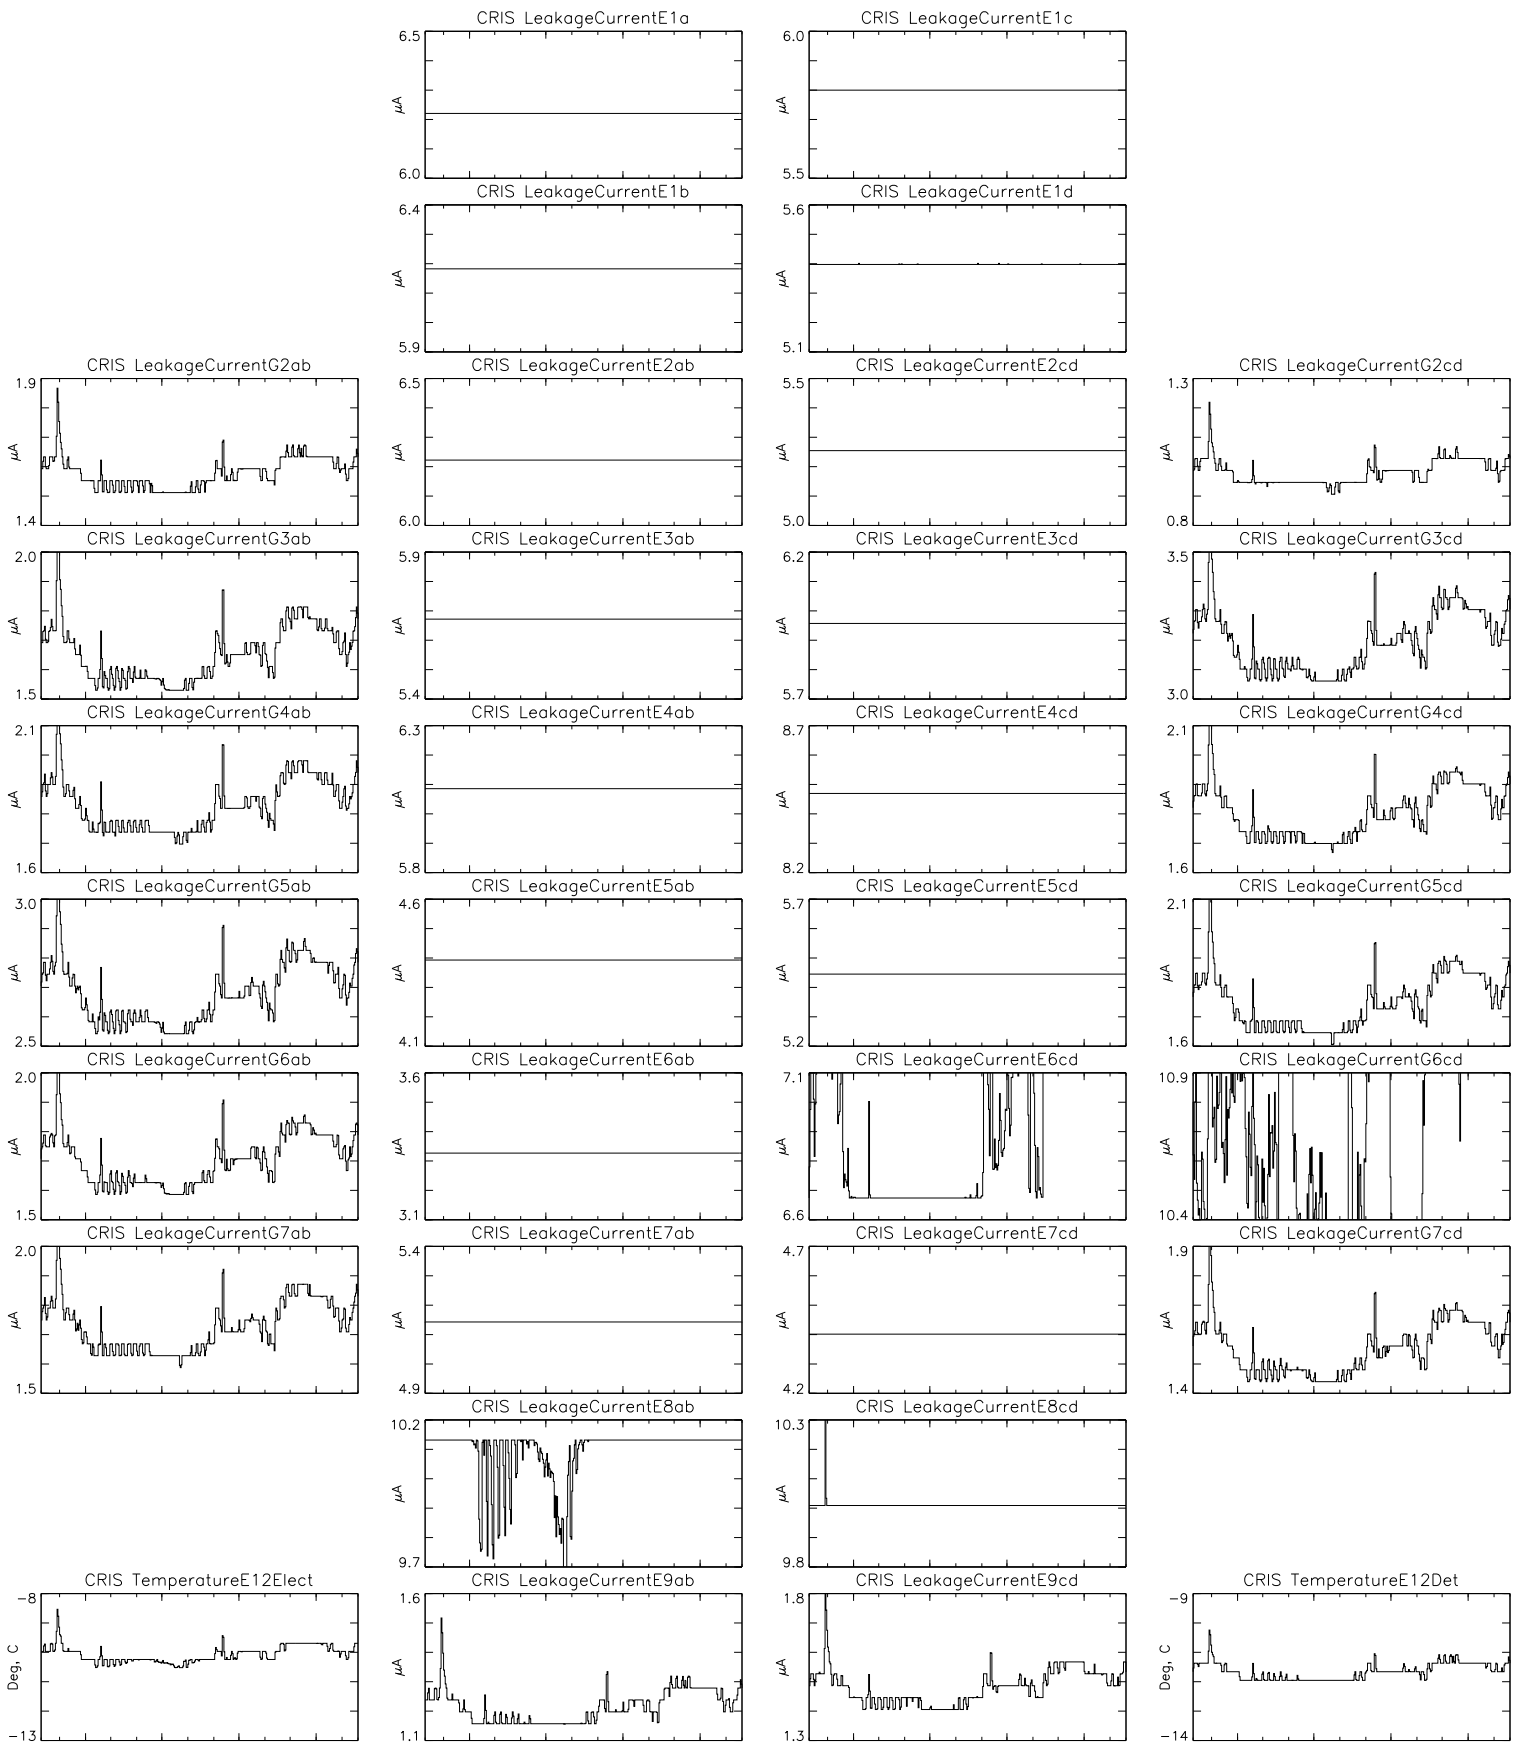 CRIS LeakageCurrentE1a
CRIS LeakageCurrentE1c
6.5
μA
6.0
6.0
μA
5.5
CRIS LeakageCurrentE1b
CRIS LeakageCurrentE1d
6.4
μA
5.9
5.6
μA
5.1
CRIS LeakageCurrentG2ab
CRIS LeakageCurrentE2ab
CRIS LeakageCurrentE2cd
CRIS LeakageCurrentG2cd
1.9
μA
1.4
6.5
μA
6.0
5.5
μA
5.0
1.3
μA
0.8
CRIS LeakageCurrentG3ab
CRIS LeakageCurrentE3ab
CRIS LeakageCurrentE3cd
CRIS LeakageCurrentG3cd
2.0
μA
1.5
5.9
μA
5.4
6.2
μA
5.7
3.5
μA
3.0
CRIS LeakageCurrentG4ab
CRIS LeakageCurrentE4ab
CRIS LeakageCurrentE4cd
CRIS LeakageCurrentG4cd
2.1
μA
1.6
6.3
μA
5.8
8.7
μA
8.2
2.1
μA
1.6
CRIS LeakageCurrentG5ab
CRIS LeakageCurrentE5ab
CRIS LeakageCurrentE5cd
CRIS LeakageCurrentG5cd
3.0
μA
2.5
4.6
μA
4.1
5.7
μA
5.2
2.1
μA
1.6
CRIS LeakageCurrentG6ab
CRIS LeakageCurrentE6ab
CRIS LeakageCurrentE6cd
CRIS LeakageCurrentG6cd
2.0
μA
1.5
3.6
μA
3.1
7.1
μA
6.6
10.9
μA
10.4
CRIS LeakageCurrentG7ab
CRIS LeakageCurrentE7ab
CRIS LeakageCurrentE7cd
CRIS LeakageCurrentG7cd
2.0
μA
1.5
5.4
μA
4.9
4.7
μA
4.2
1.9
μA
1.4
CRIS LeakageCurrentE8ab
CRIS LeakageCurrentE8cd
10.2
μA
9.7
10.3
μA
9.8
CRIS TemperatureE12Elect
CRIS LeakageCurrentE9ab
CRIS LeakageCurrentE9cd
CRIS TemperatureE12Det
-8
Deg, C
-13
1.6
μA
1.1
1.8
μA
1.3
-9
Deg, C
-14